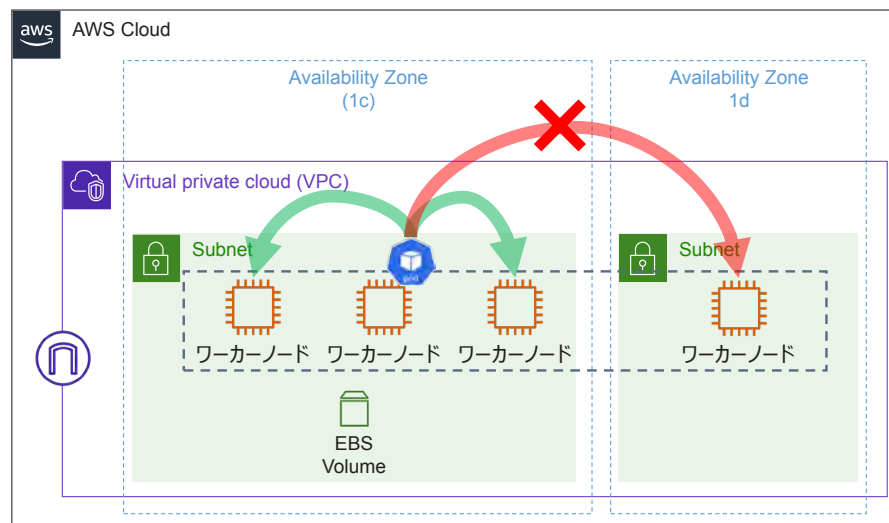 aws
AWS Cloud
Availability Zone
(1c)
Availability Zone
1d
Virtual private cloud (VPC)
Subnet
Subnet
ワーカーノード
ワーカーノード
ワーカーノード
ワーカーノード
EBS
Volume